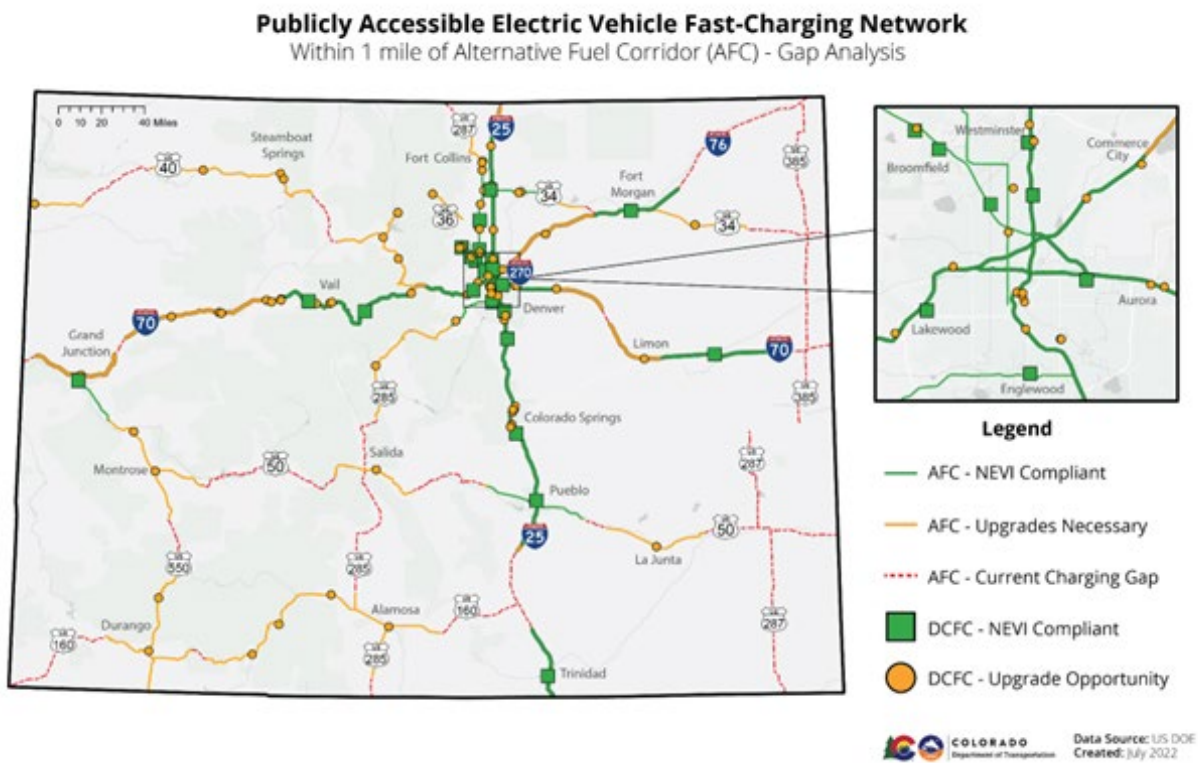 Publicly Accessible Electric Vehicle Fast-Charging Network
Within 1 mile of Alternative Fuel Corridor (AFC) - Gap Analysis
0 10 20 40 Miles
Steamboat
Springs
40
287
25
Fort Collins
76
US
385
Fort
Morgan
34
36
34
270
Vail
Denver
70
Grand
Junction
Limon
70
285
385
Colorado Springs
Montrose
50
Salida
287
Pueblo
25
50
La Junta
550
285
Alamosa
160
Durango
160
285
287
Trinidad
Westminster
Commerce
City
Broomfield
Aurora
Lakewood
Englewood
Legend
AFC - NEVI Compliant
AFC - Upgrades Necessary
AFC - Current Charging Gap
DCFC - NEVI Compliant
DCFC - Upgrade Opportunity
COLORADO
Department of Transportation
Data Source: US DOE
Created: July 2022